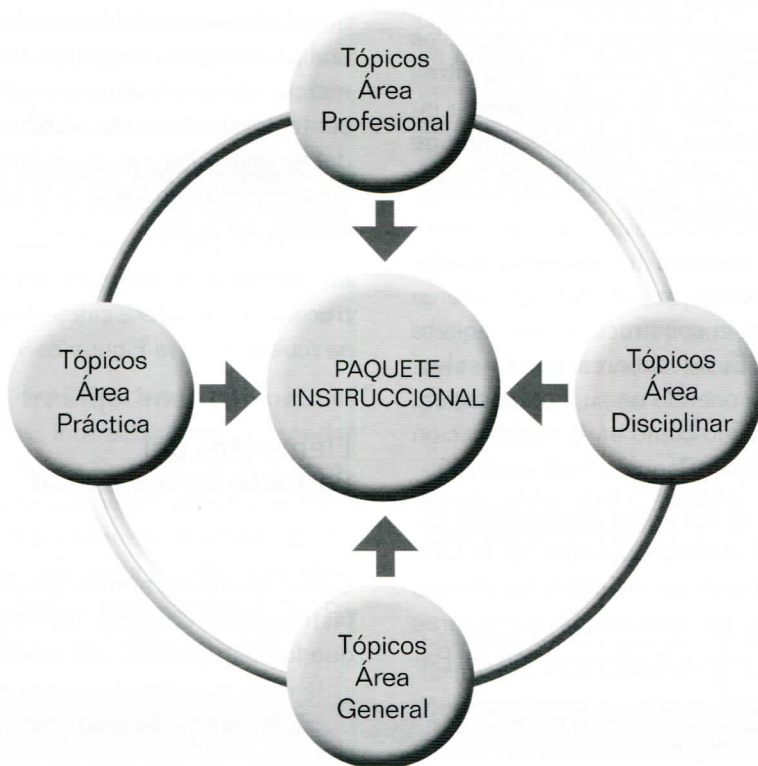 Tópicos
Área
Profesional
Tópicos
Área
Práctica
PAQUETE
INSTRUCCIONAL
Tópicos
Área
Disciplinar
Tópicos
Área
General